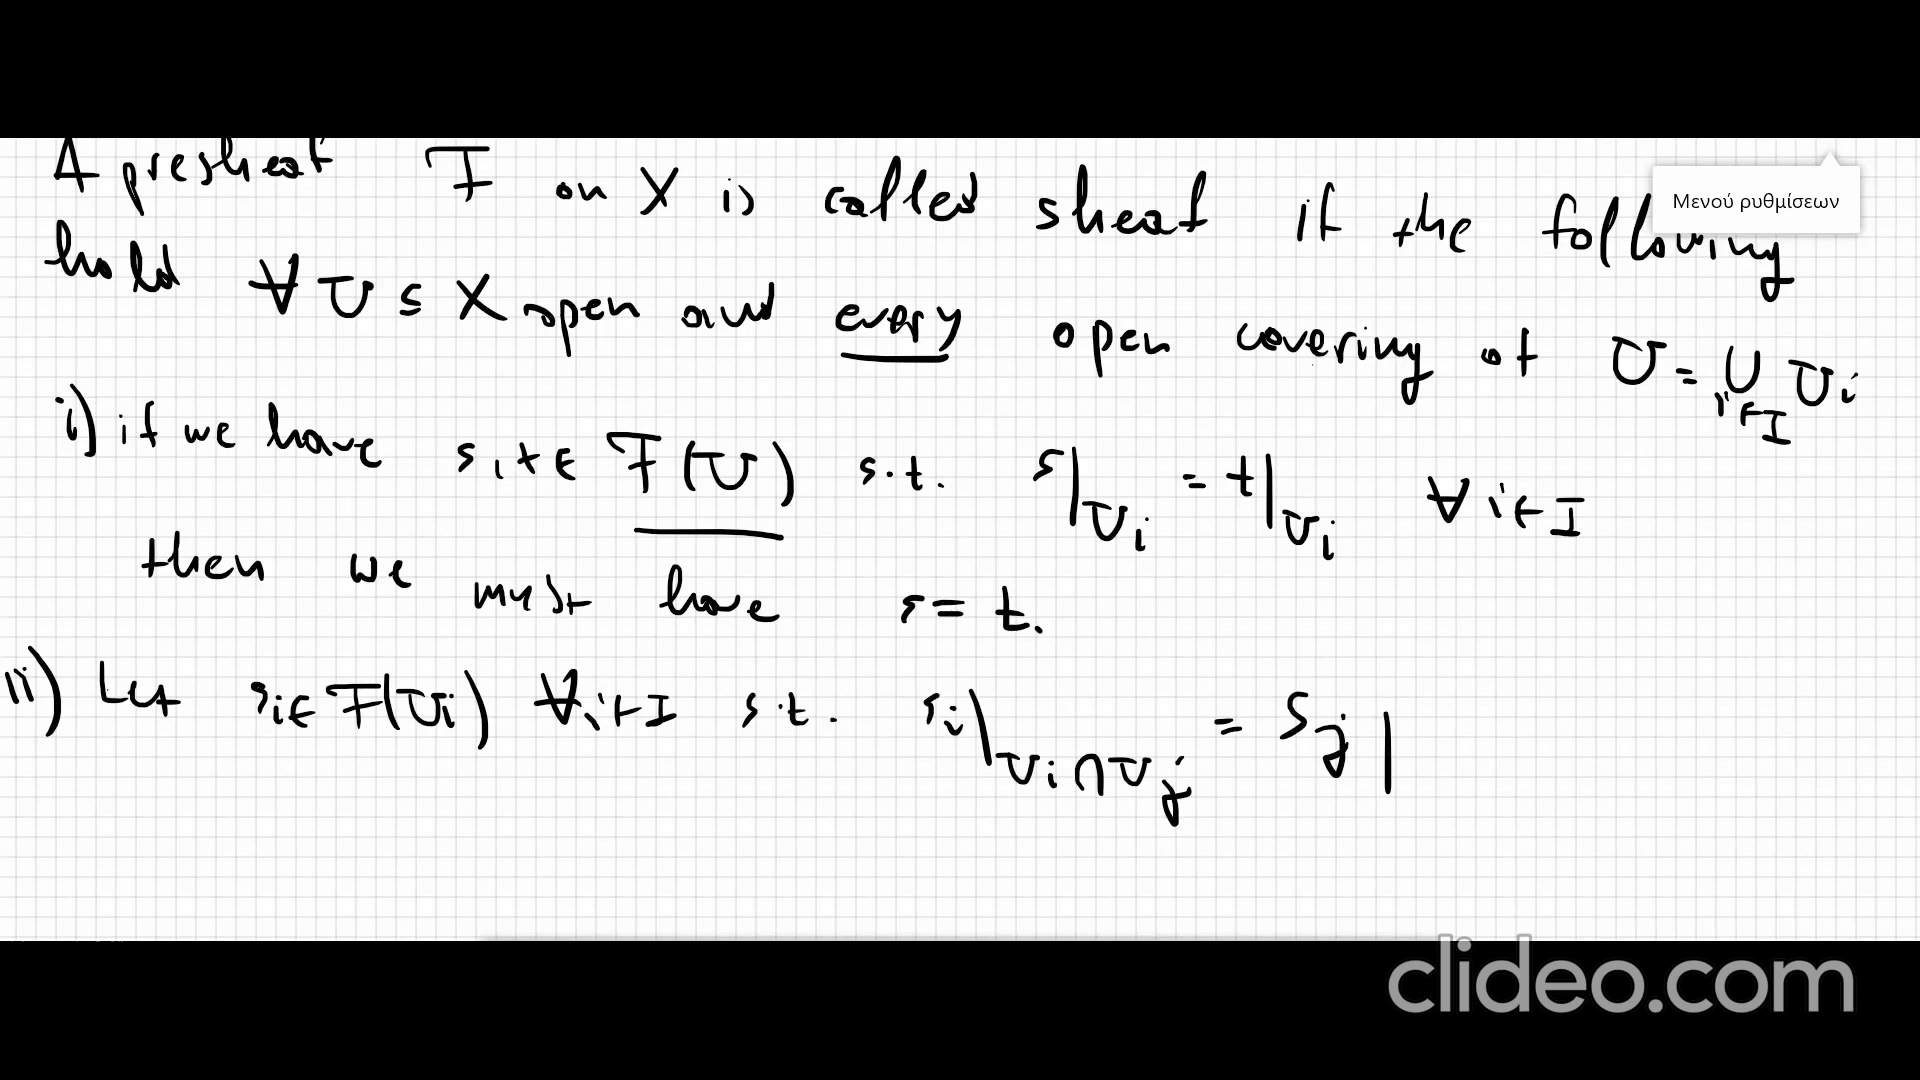 A presheaf F on X is called sheaf if the following
hold ∀ U ⊆ X open and every open covering of U = ⋃_{i∈I} U_i
i) if we have s, t ∈ F(U) s.t. s|_{U_i} = t|_{U_i} ∀ i ∈ I
then we must have s = t.
ii) Let s_i ∈ F(U_i) ∀ i ∈ I s.t. s_i|_{U_i ∩ U_j} = s_j|
Μενού ρυθμίσεων
clideo.com